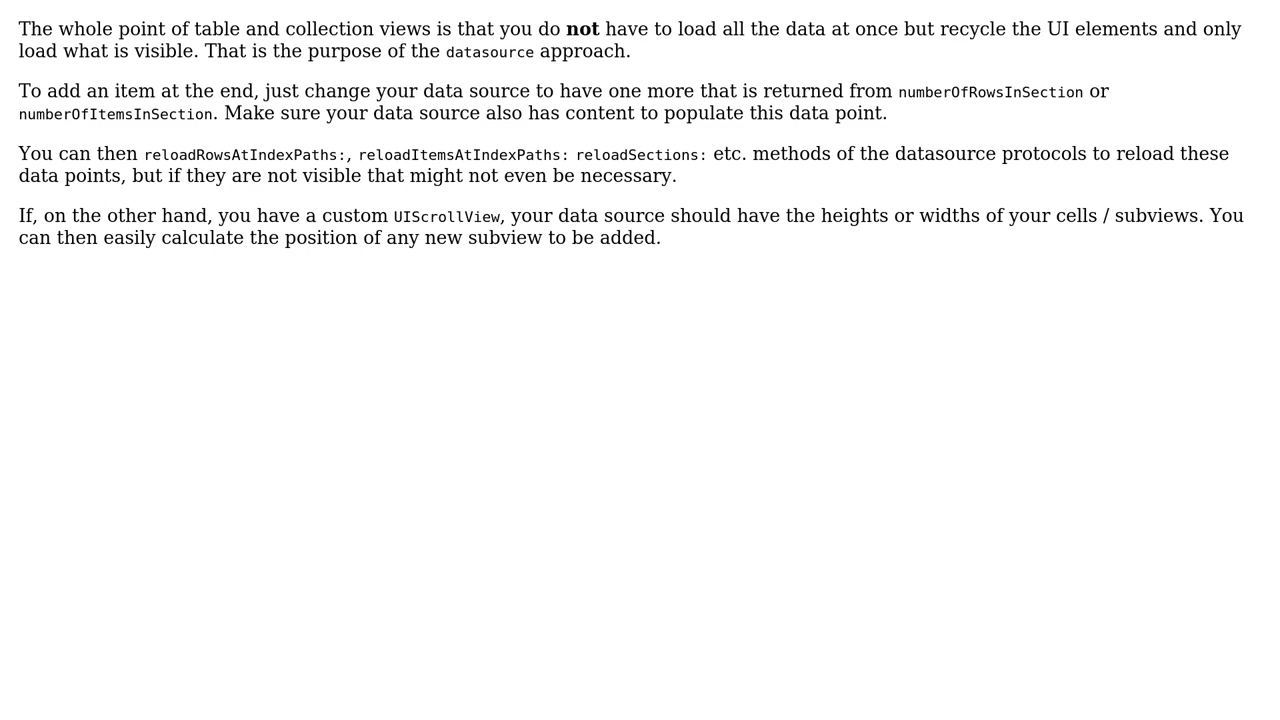 The whole point of table and collection views is that you do not have to load all the data at once but recycle the UI elements and only
load what is visible. That is the purpose of the datasource approach.
To add an item at the end, just change your data source to have one more that is returned from numberOfRowsInSection or
numberOfItemsInSection. Make sure your data source also has content to populate this data point.
You can then reloadRowsAtIndexPaths:, reloadItemsAtIndexPaths: reloadSections: etc. methods of the datasource protocols to reload these
data points, but if they are not visible that might not even be necessary.
If, on the other hand, you have a custom UIScrollView, your data source should have the heights or widths of your cells / subviews. You
can then easily calculate the position of any new subview to be added.